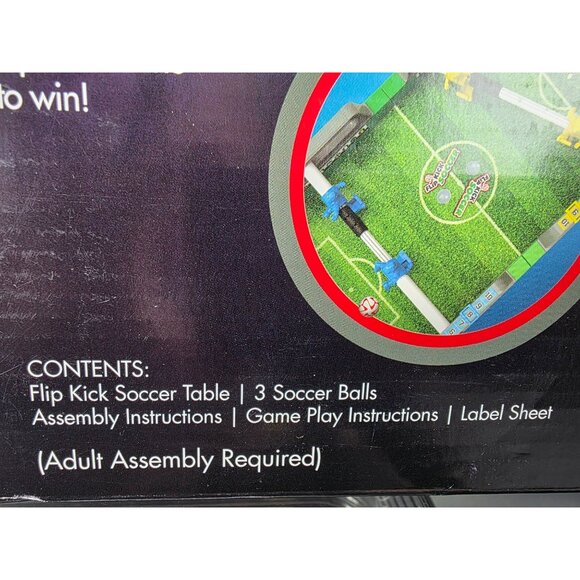 to win!
CONTENTS:
Flip Kick Soccer Table | 3 Soccer Balls
Assembly Instructions | Game Play Instructions | Label Sheet
(Adult Assembly Required)